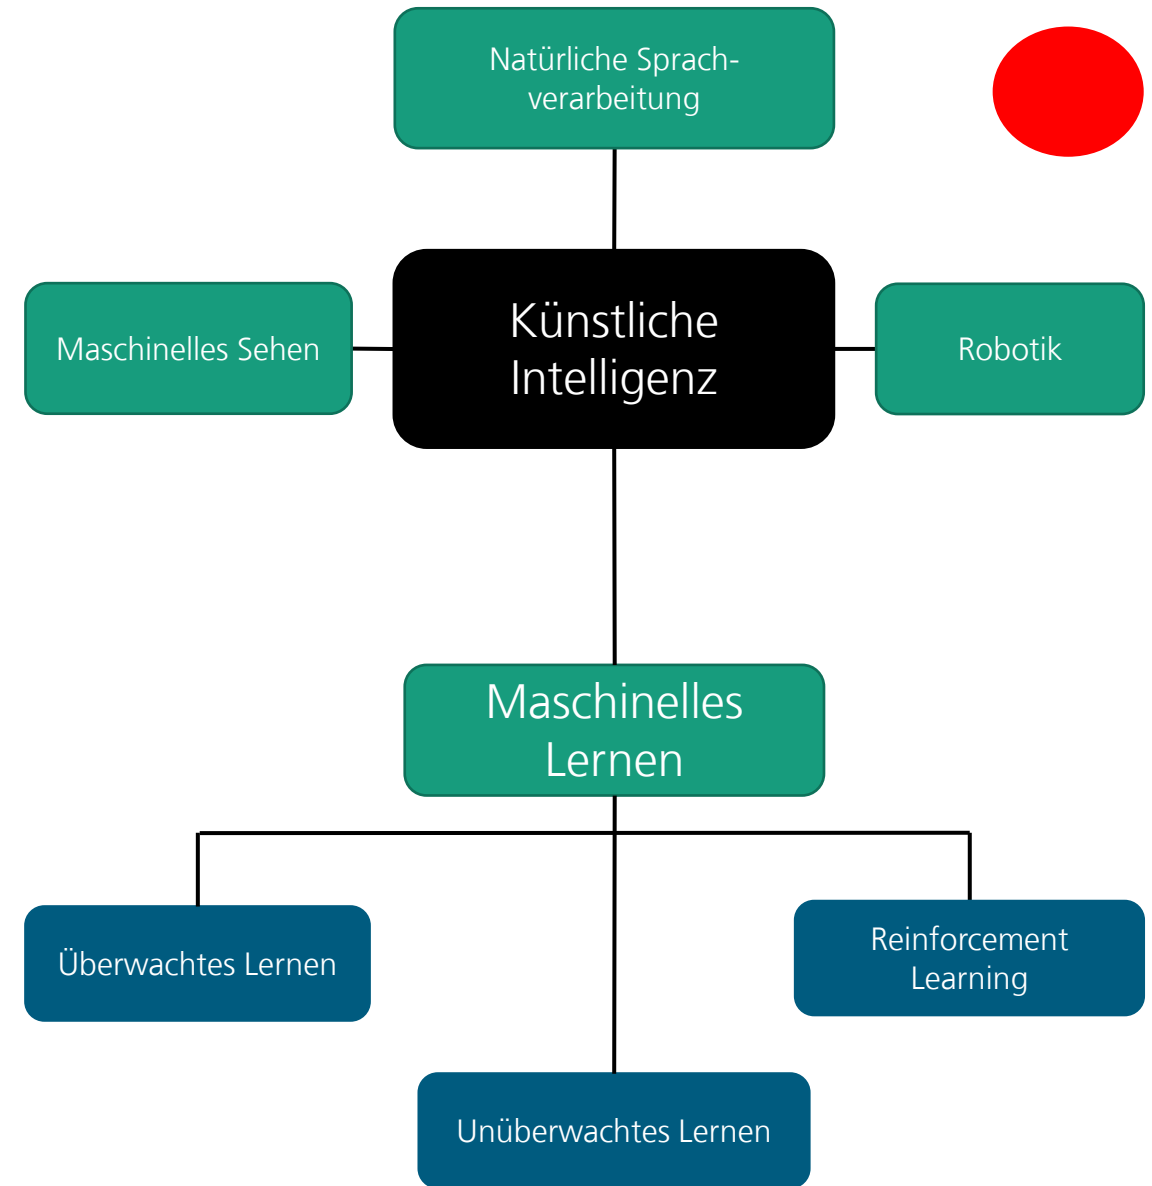 Natürliche Sprach-
verarbeitung
Maschinelles Sehen
Künstliche
Intelligenz
Robotik
Maschinelles
Lernen
Überwachtes Lernen
Reinforcement
Learning
Unüberwachtes Lernen